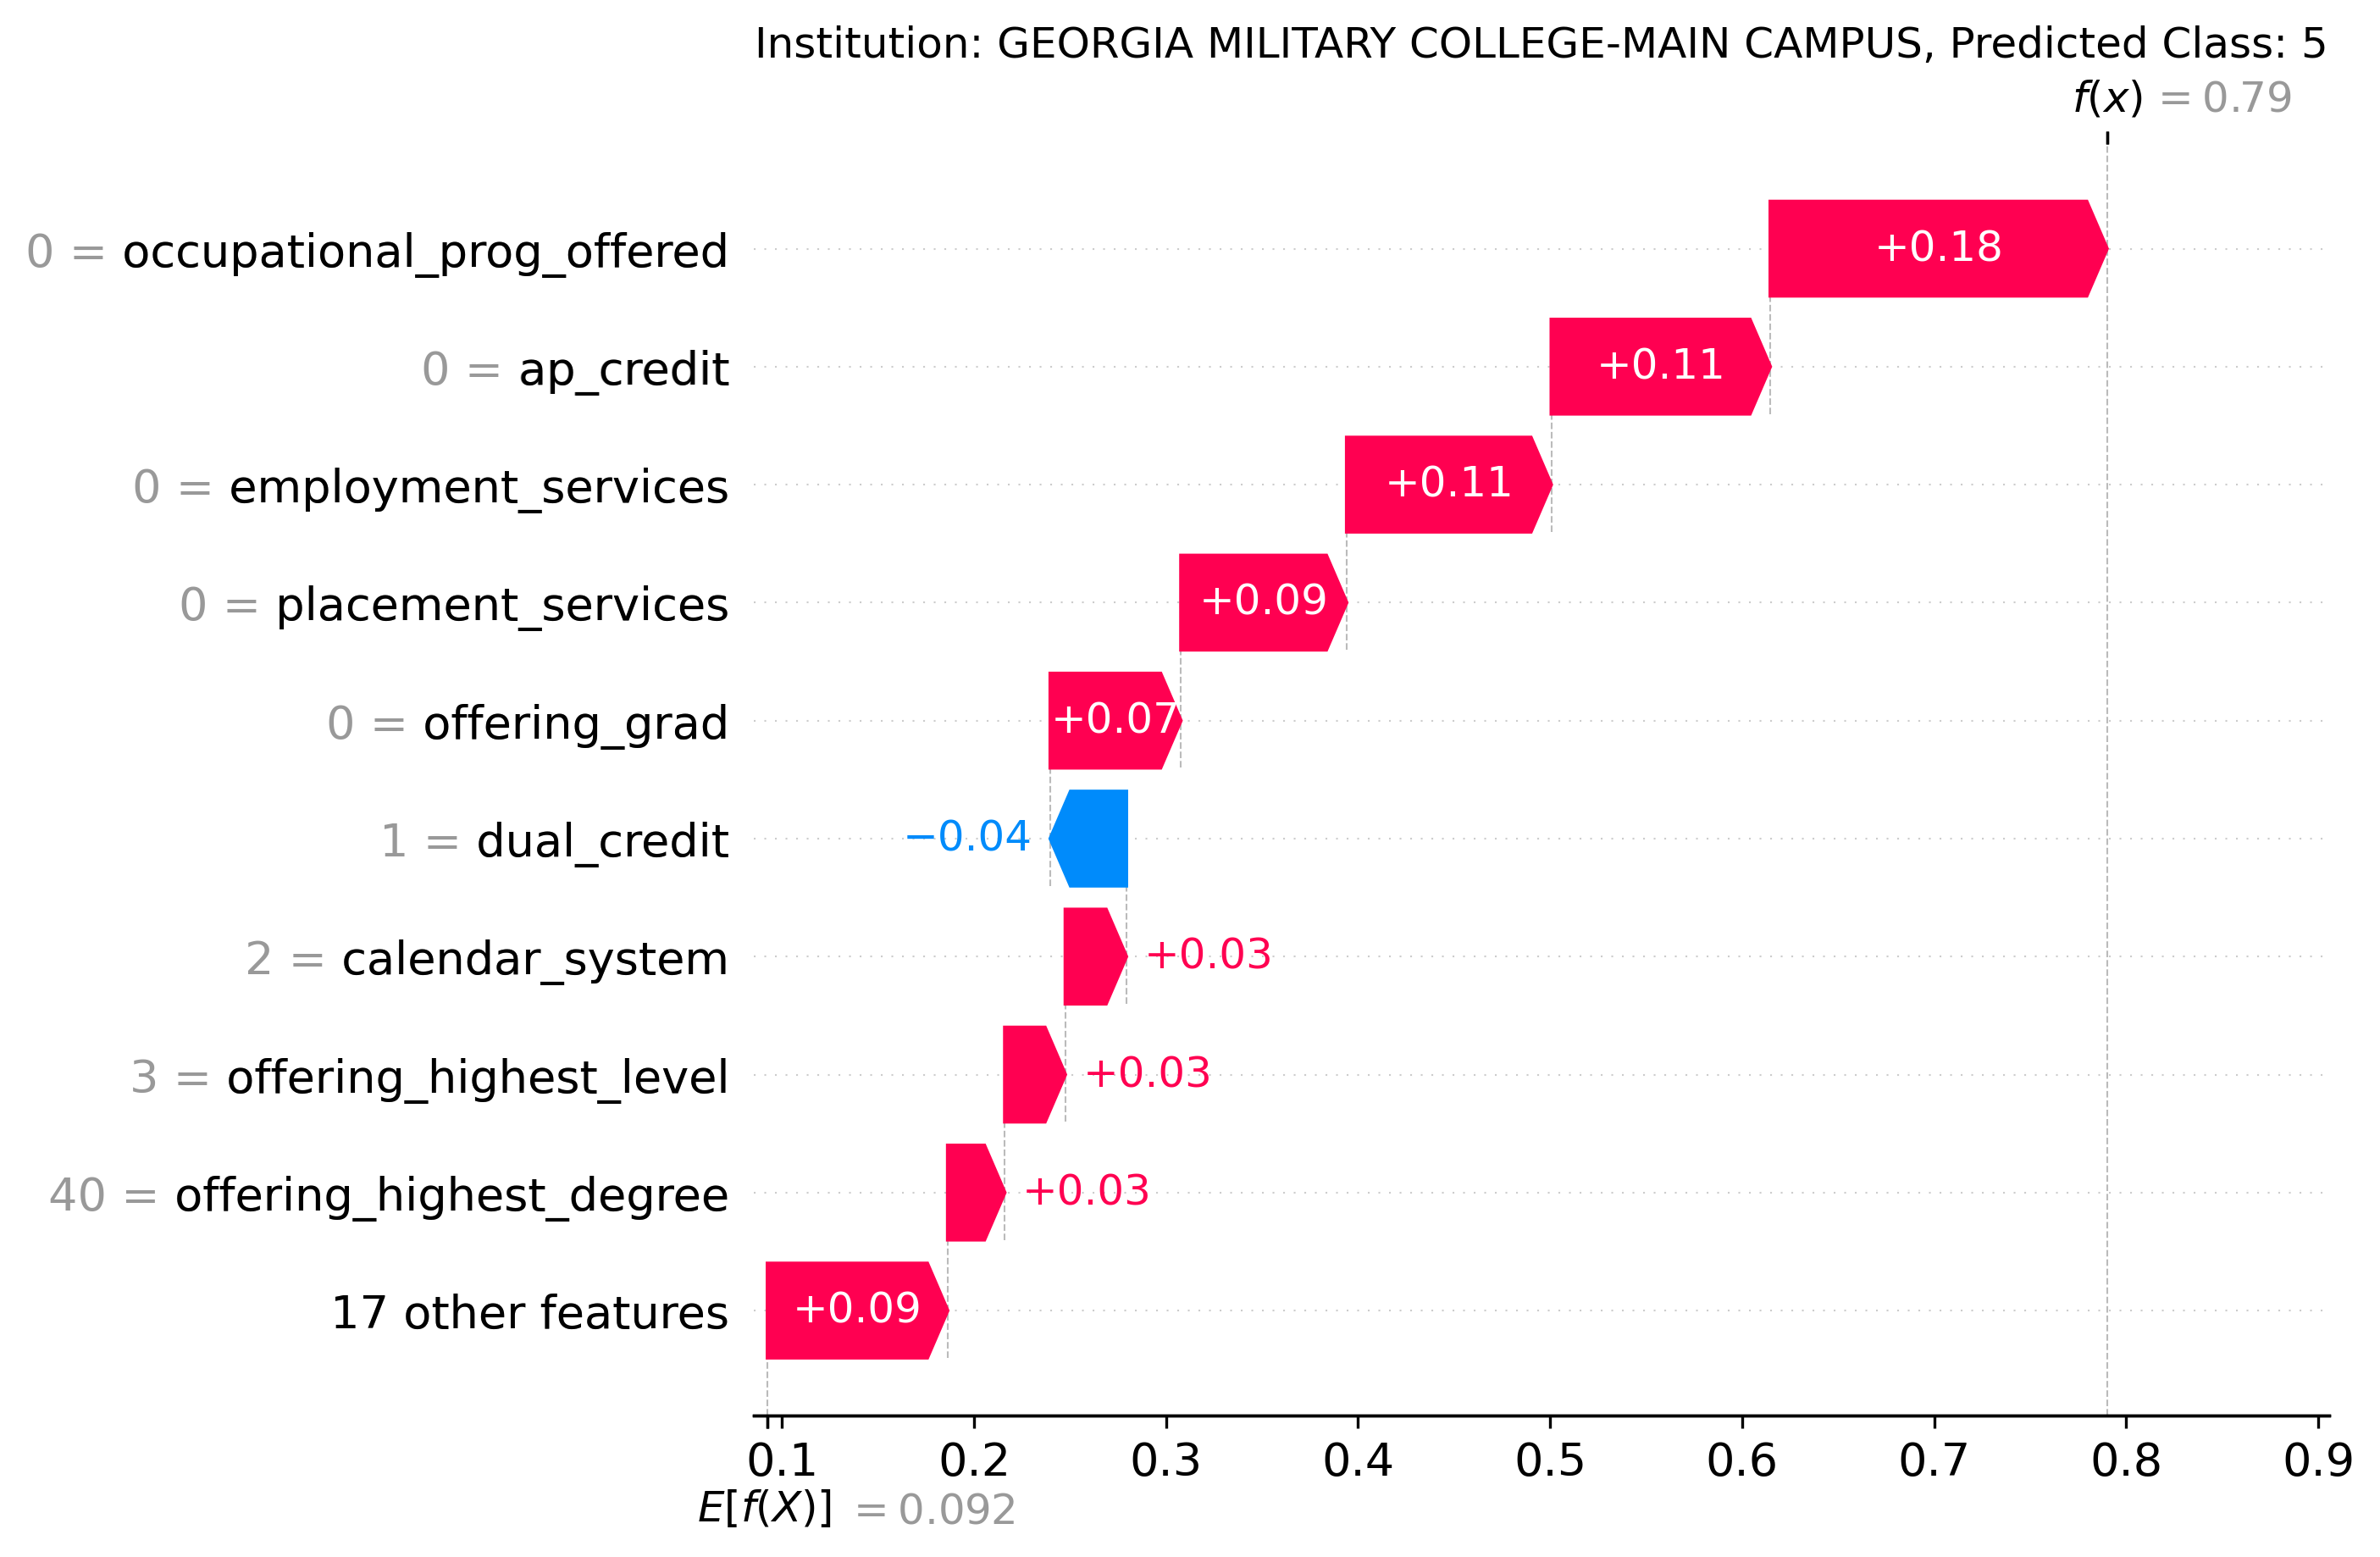 Institution: GEORGIA MILITARY COLLEGE-MAIN CAMPUS, Predicted Class: 5
f(x) = 0.79
0 = occupational_prog_offered +0.18
0 = ap_credit +0.11
0 = employment_services +0.11
0 = placement_services +0.09
0 = offering_grad +0.07
1 = dual_credit −0.04
2 = calendar_system +0.03
3 = offering_highest_level +0.03
40 = offering_highest_degree +0.03
17 other features +0.09
0.1 0.2 0.3 0.4 0.5 0.6 0.7 0.8 0.9
E[f(X)] = 0.092